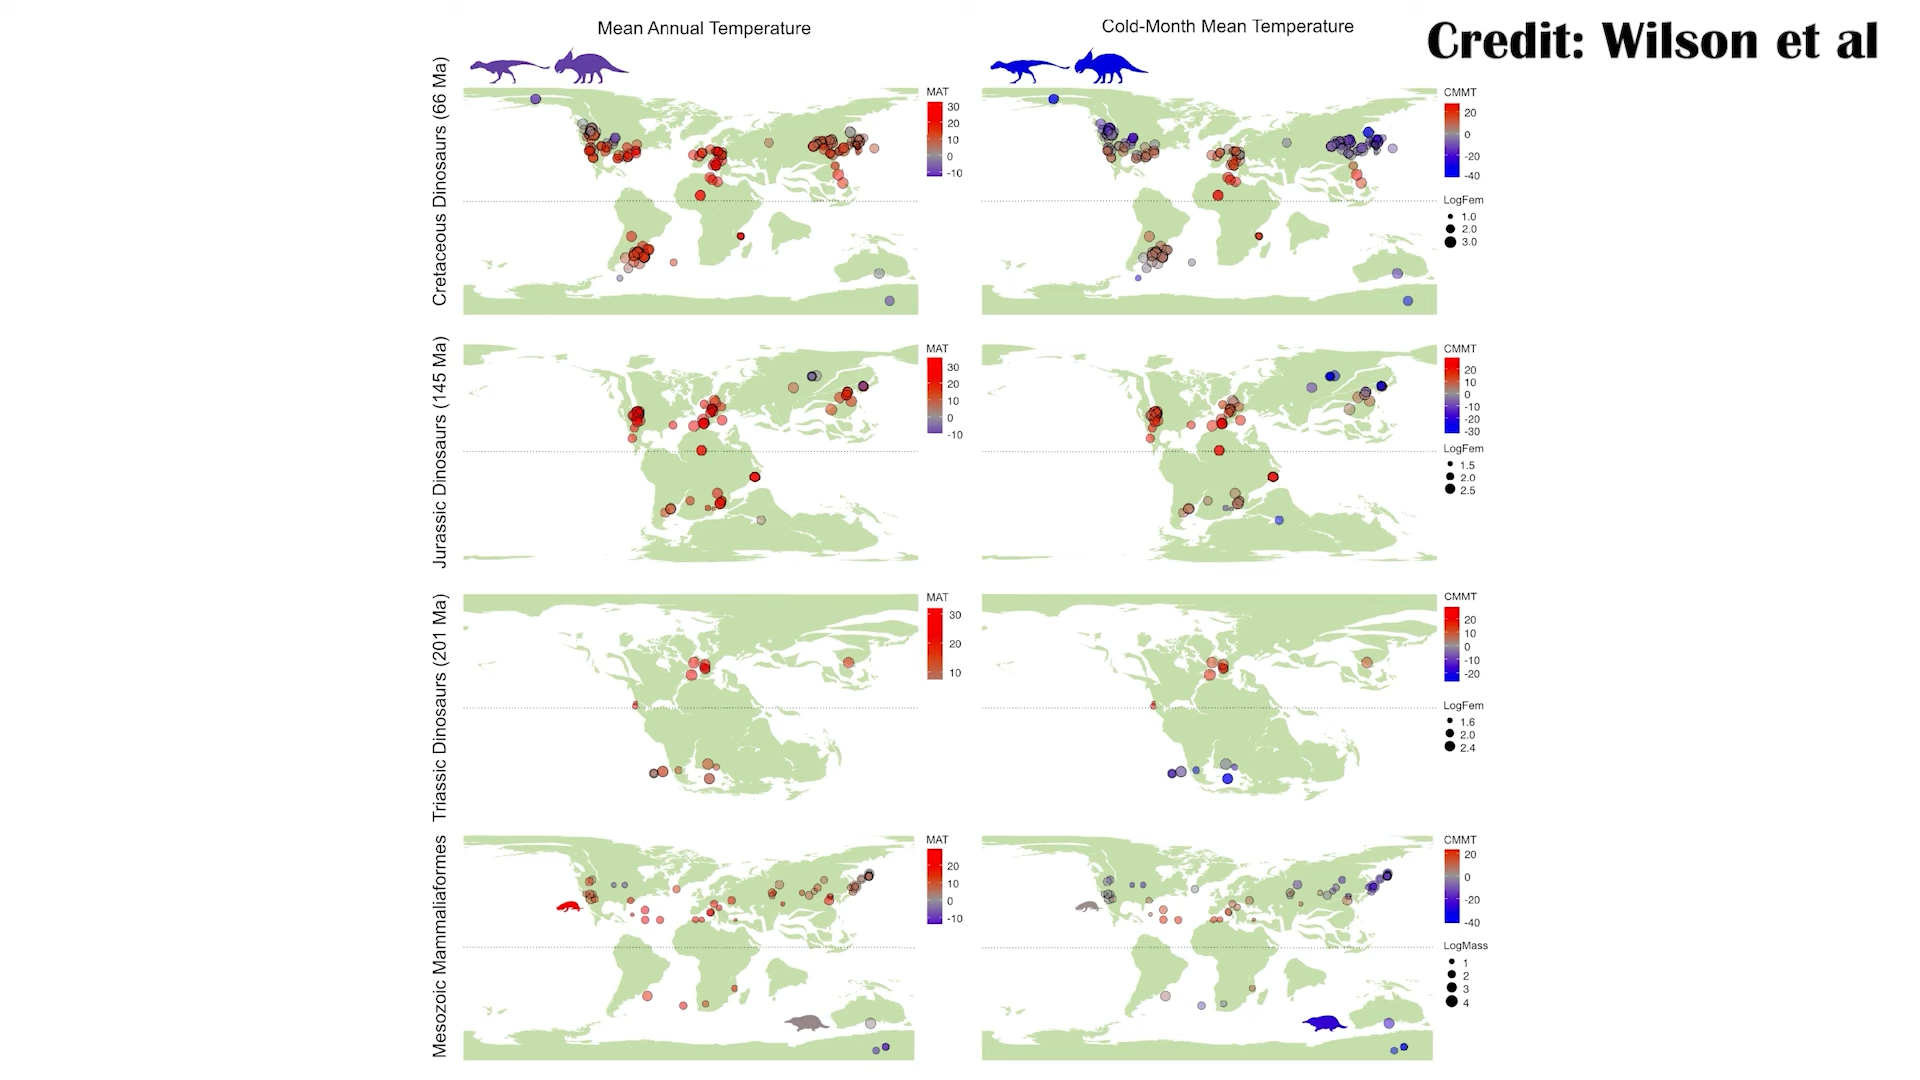 Mean Annual Temperature
Cold-Month Mean Temperature
Credit: Wilson et al
Cretaceous Dinosaurs (66 Ma)
MAT
30
20
10
0
-10
CMMT
20
0
-20
-40
LogFem
1.0
2.0
3.0
Jurassic Dinosaurs (145 Ma)
MAT
30
20
10
0
-10
CMMT
20
10
0
-10
-20
-30
LogFem
1.5
2.0
2.5
Triassic Dinosaurs (201 Ma)
MAT
30
20
10
CMMT
20
10
0
-10
-20
LogFem
1.6
2.0
2.4
Mesozoic Mammaliaformes
MAT
20
10
0
-10
CMMT
20
0
-20
-40
LogMass
1
2
3
4